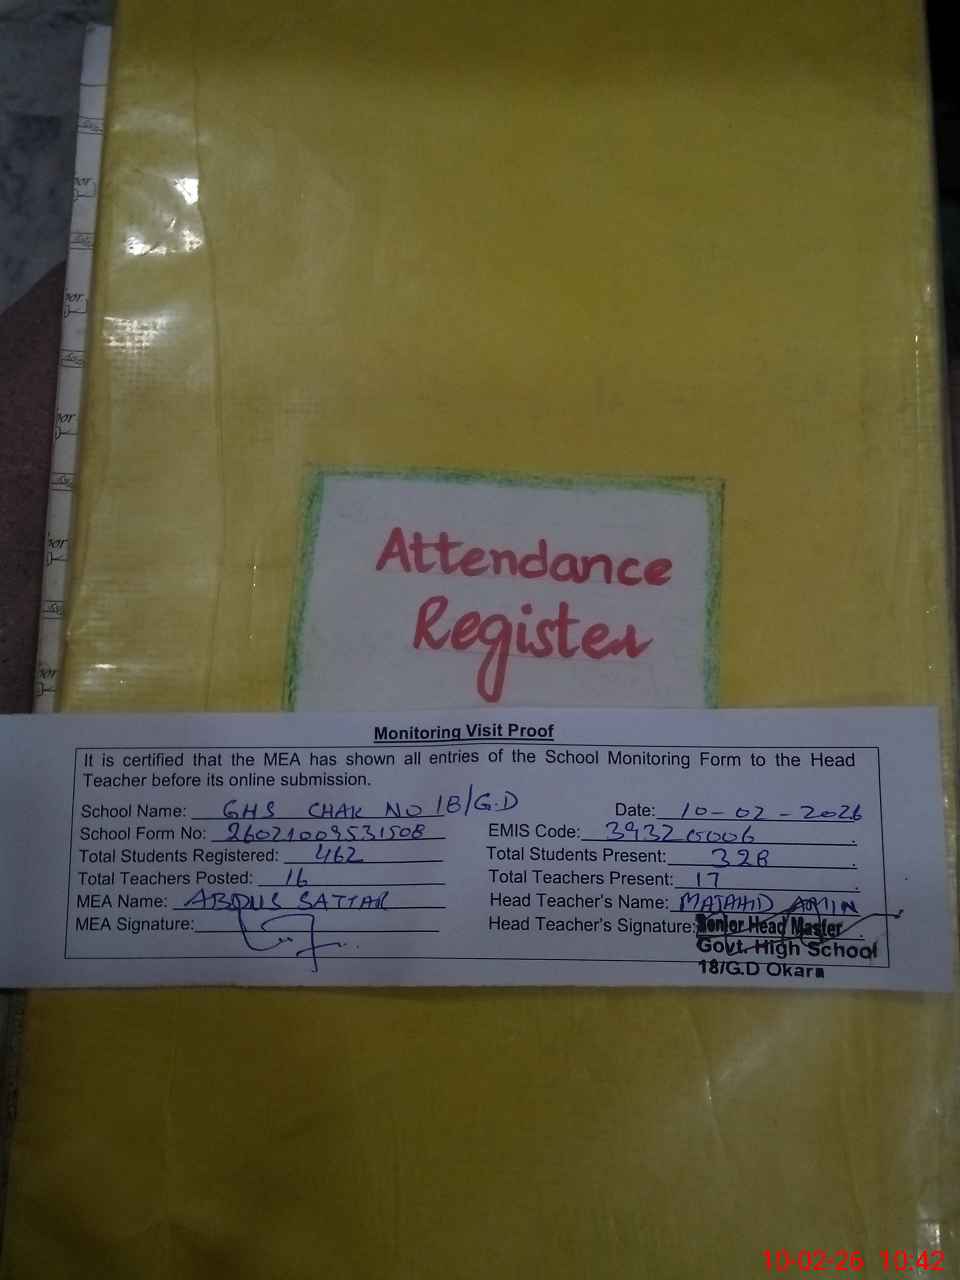 Attendance
Register
Monitoring Visit Proof
It is certified that the MEA has shown all entries of the School Monitoring Form to the Head
Teacher before its online submission.
School Name: GHS CHAK NO 18/G.D Date: 10-02-2026
School Form No: 26021009531508 EMIS Code: 39320006
Total Students Registered: 462 Total Students Present: 328
Total Teachers Posted: 16 Total Teachers Present: 17
MEA Name: ABDUS SATTAR Head Teacher's Name: AMIN
MEA Signature: Head Teacher's Signature:
Senior Head Master
Govt. High School
18/G.D Okara
10-02-26 10:42